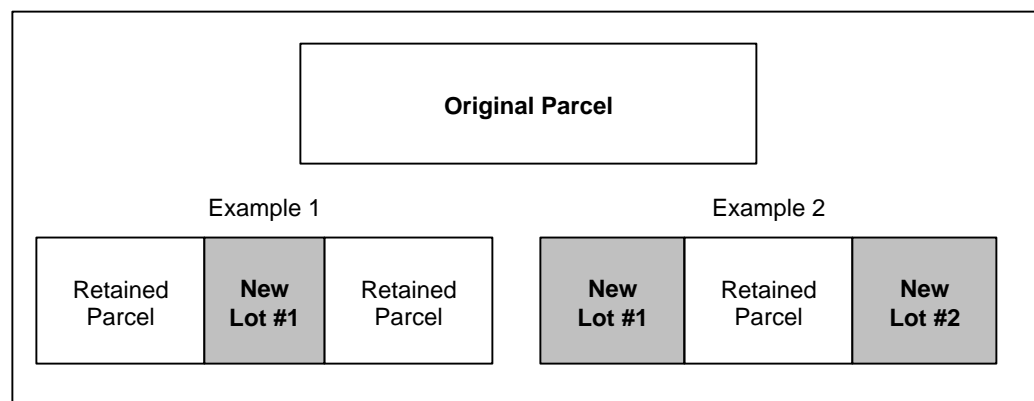 Original Parcel
Example 1
Example 2
Retained
Parcel
New
Lot #1
Retained
Parcel
New
Lot #1
Retained
Parcel
New
Lot #2